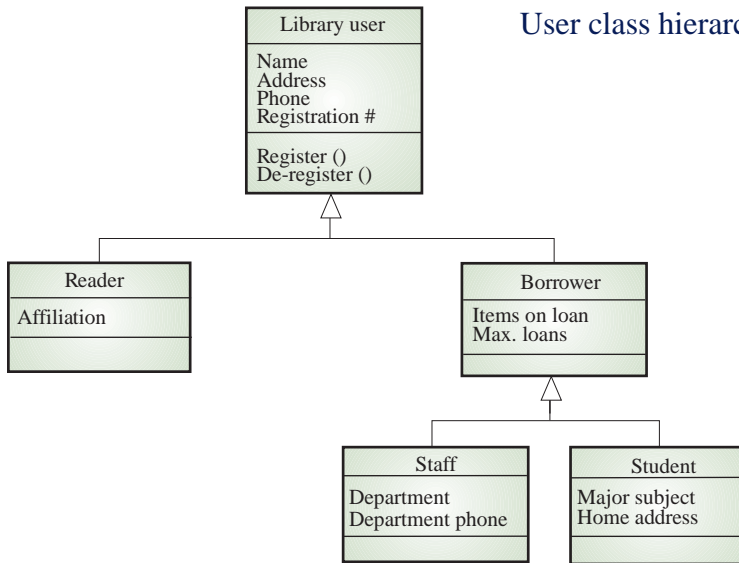 User class hierarc
Library user
Name
Address
Phone
Registration #
Register ()
De-register ()
Reader
Affiliation
Borrower
Items on loan
Max. loans
Staff
Department
Department phone
Student
Major subject
Home address